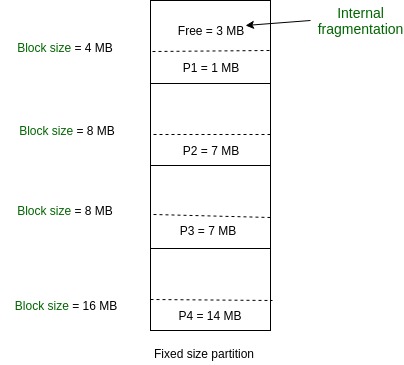 Internal
fragmentation
Free = 3 MB
Block size = 4 MB
P1 = 1 MB
Block size = 8 MB
P2 = 7 MB
Block size = 8 MB
P3 = 7 MB
Block size = 16 MB
P4 = 14 MB
Fixed size partition